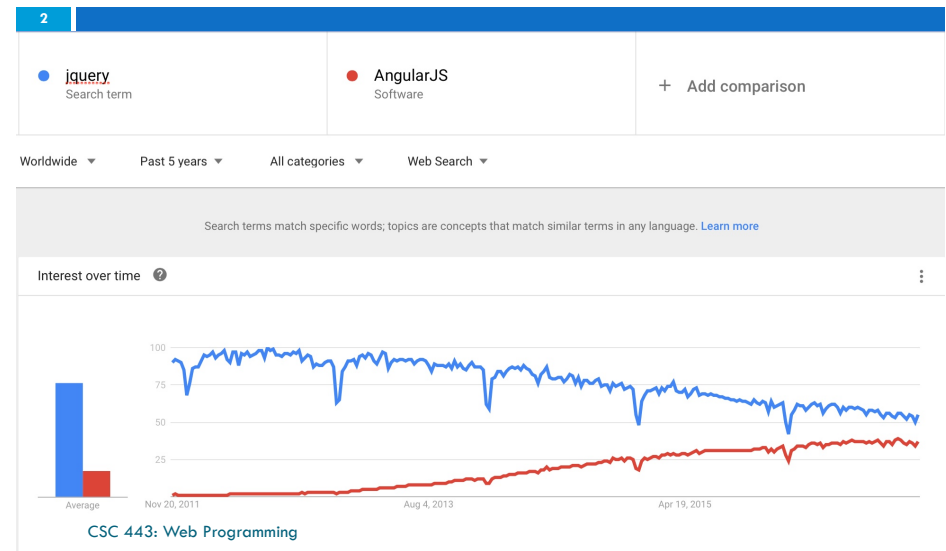 2
jquery
Search term
AngularJS
Software
+ Add comparison
Worldwide
Past 5 years
All categories
Web Search
Search terms match specific words; topics are concepts that match similar terms in any language. Learn more
Interest over time ?
100
75
50
25
Average
Nov 20, 2011
Aug 4, 2013
Apr 19, 2015
CSC 443: Web Programming